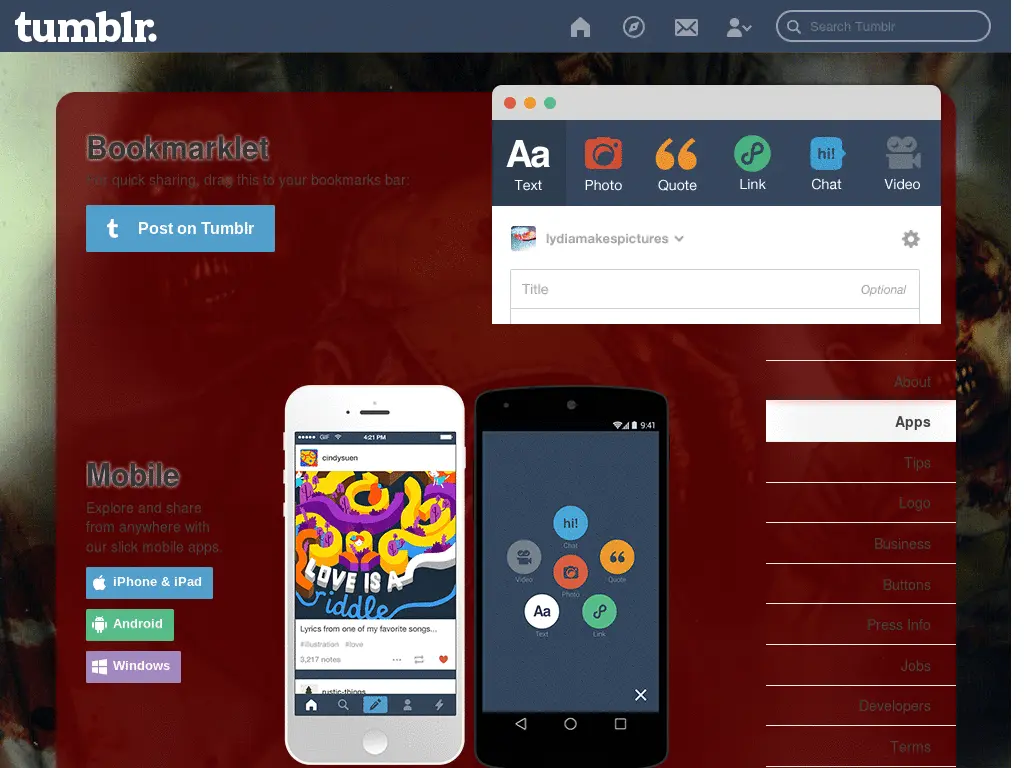 tumblr.
Search Tumblr
Bookmarklet
For quick sharing, drag this to your bookmarks bar:
Post on Tumblr
Aa
hi!
Text
Photo
Quote
Link
Chat
Video
lydiamakespictures
Title
Optional
Mobile
Explore and share
from anywhere with
our slick mobile apps.
iPhone & iPad
Android
Windows
GIF
4:21 PM
cindysuen
LOVE IS A
riddle
Lyrics from one of my favorite songs...
#illustration #love
3,217 notes
rustic-things
9:41
hi!
Chat
Video
Quote
Photo
Aa
Text
Link
About
Apps
Tips
Logo
Business
Buttons
Press Info
Jobs
Developers
Terms